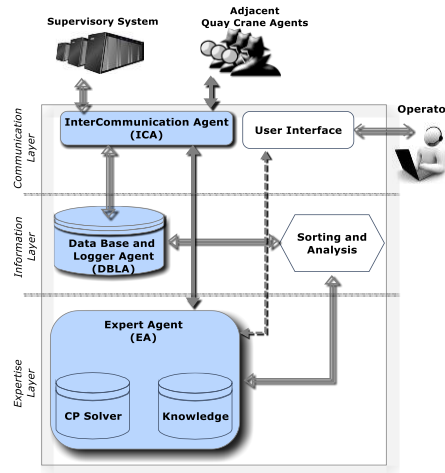 Supervisory System
Adjacent
Quay Crane Agents
Communication
Layer
InterCommunication Agent
(ICA)
User Interface
Operato
Information
Layer
Data Base and
Logger Agent
(DBLA)
Sorting and
Analysis
Expertise
Layer
Expert Agent
(EA)
CP Solver
Knowledge